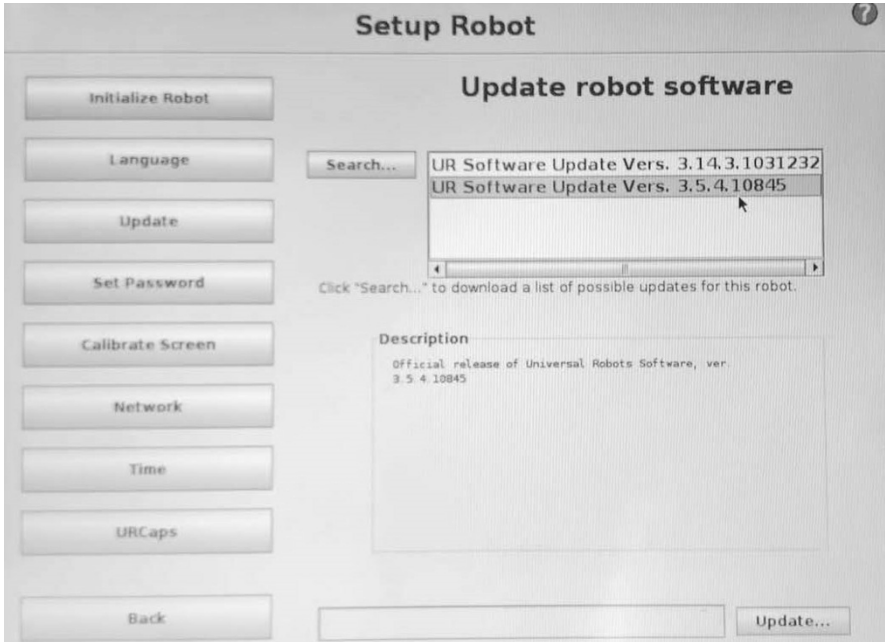 Setup Robot
?
Initialize Robot
Language
Update
Set Password
Calibrate Screen
Network
Time
URCaps
Back
Update robot software
Search...
UR Software Update Vers. 3.14.3.1031232
UR Software Update Vers. 3.5.4.10845
Click "Search..." to download a list of possible updates for this robot.
Description
Official release of Universal Robots Software, ver.
3.5.4.10845
Update...